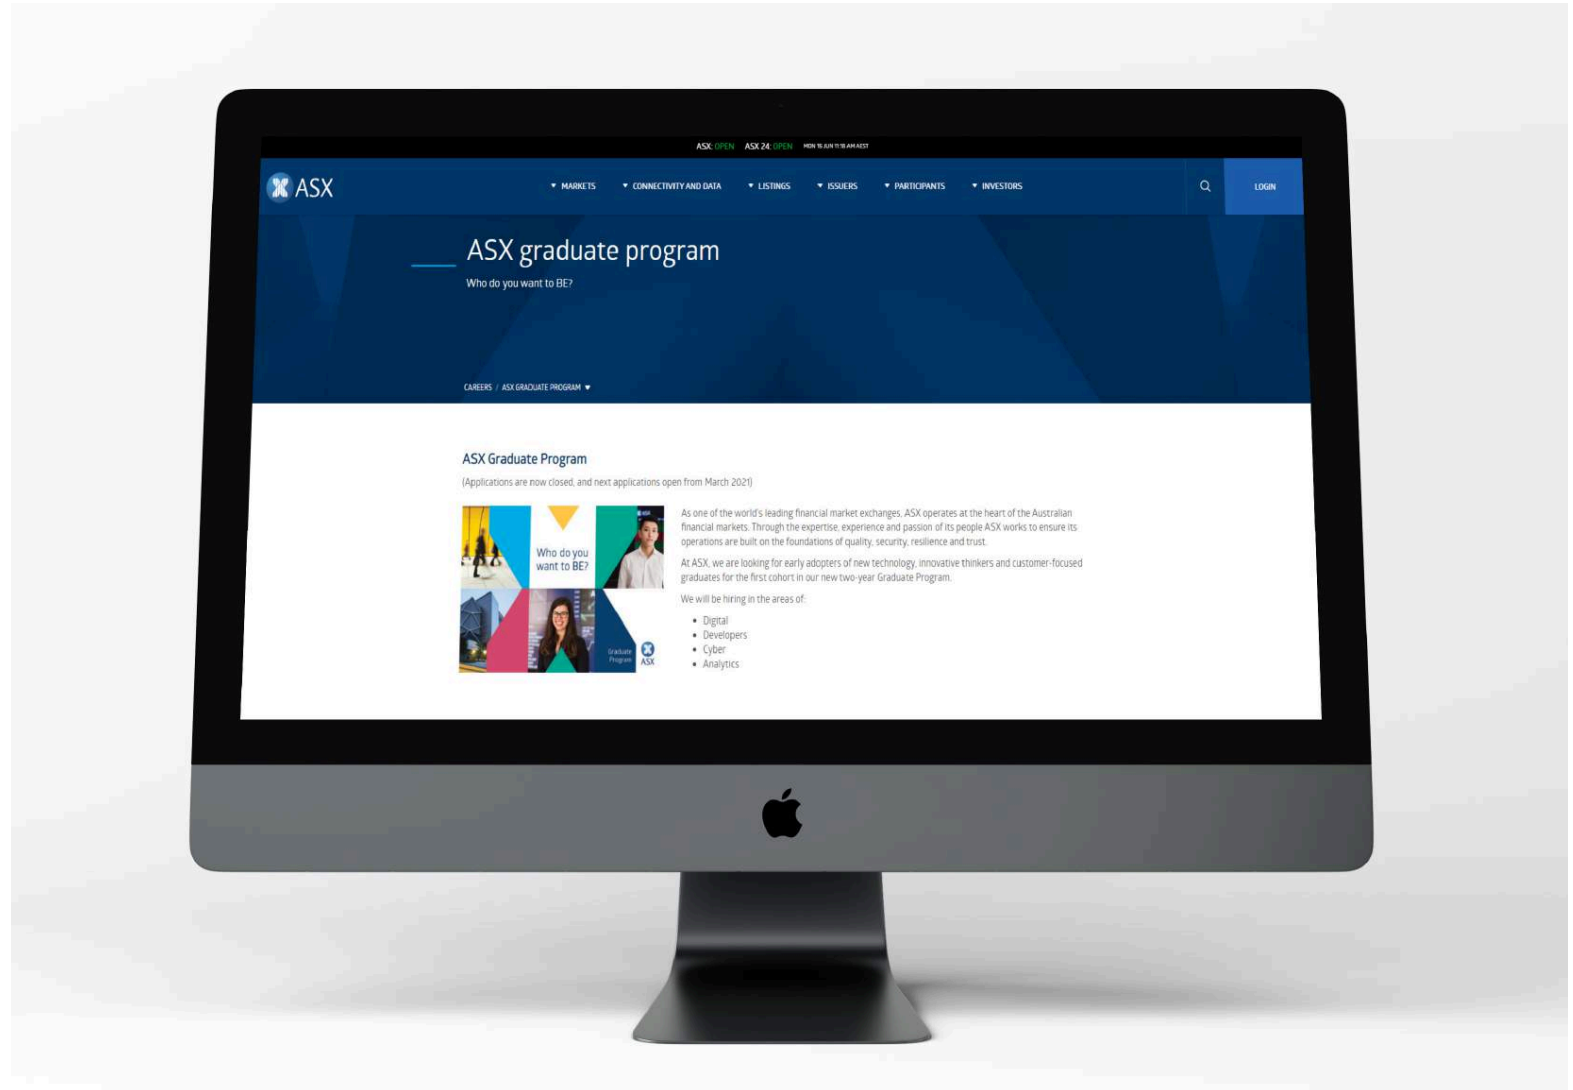 ASX: OPEN ASX 24: OPEN MON 15 JUN 11:18 AM AEST
ASX
MARKETS CONNECTIVITY AND DATA LISTINGS ISSUERS PARTICIPANTS INVESTORS LOGIN
ASX graduate program
Who do you want to BE?
CAREERS / ASX GRADUATE PROGRAM
ASX Graduate Program
(Applications are now closed, and next applications open from March 2021)
Who do you
want to BE?
Graduate
Program
ASX
As one of the world's leading financial market exchanges, ASX operates at the heart of the Australian
financial markets. Through the expertise, experience and passion of its people ASX works to ensure its
operations are built on the foundations of quality, security, resilience and trust.
At ASX, we are looking for early adopters of new technology, innovative thinkers and customer-focused
graduates for the first cohort in our new two-year Graduate Program.
We will be hiring in the areas of:
• Digital
• Developers
• Cyber
• Analytics